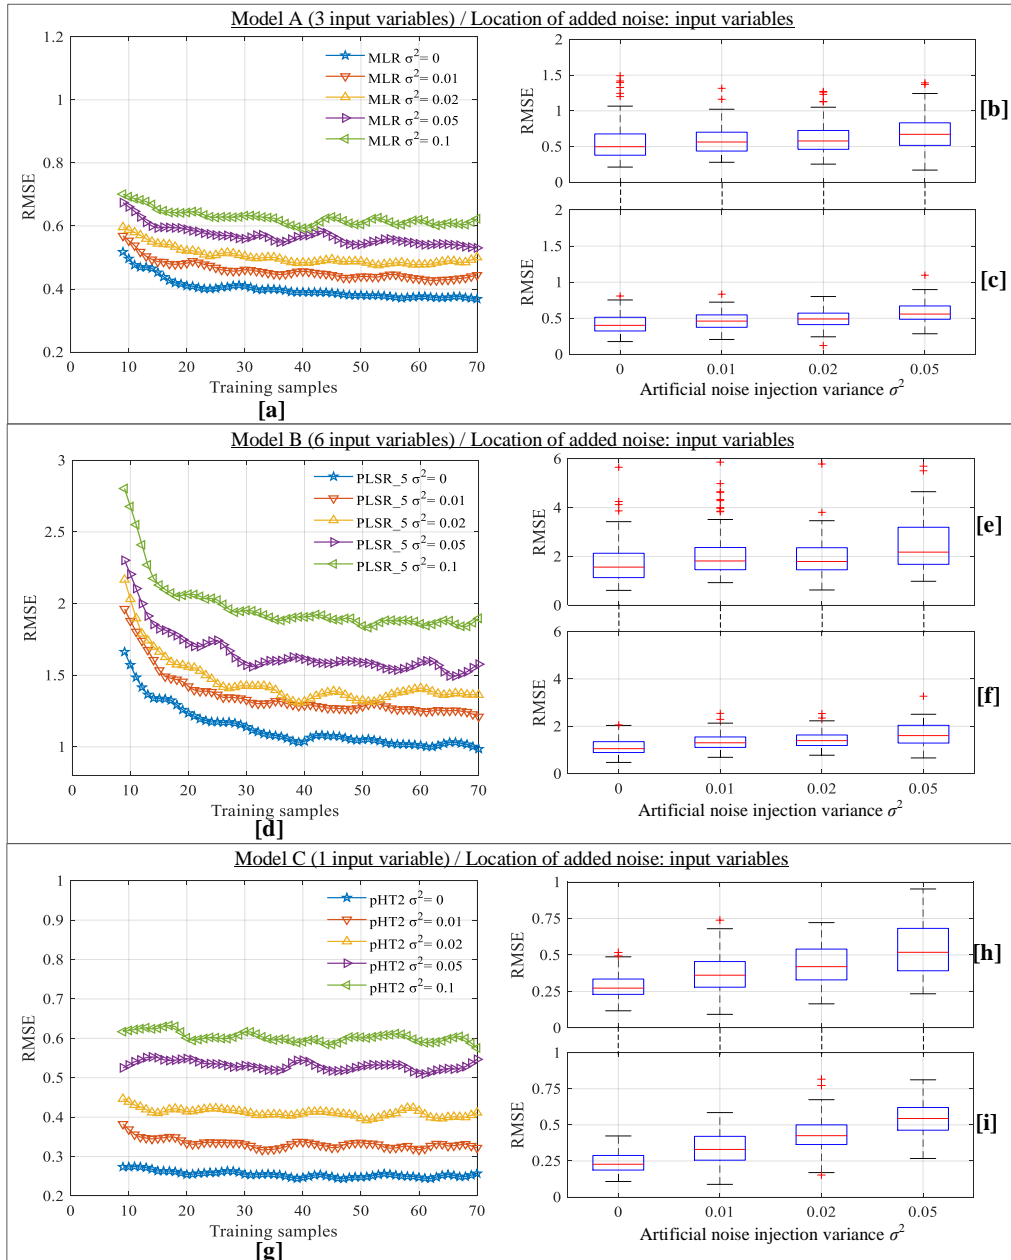 Model A (3 input variables) / Location of added noise: input variables
1.2
1
0.8
0.6
0.4
0.2
RMSE
MLR σ²= 0
MLR σ²= 0.01
MLR σ²= 0.02
MLR σ²= 0.05
MLR σ²= 0.1
10 20 30 40 50 60 70
Training samples
[a]
2
1.5
1
0.5
0
RMSE
[b]
2
1.5
1
0.5
0
RMSE
[c]
0 0.01 0.02 0.05
Artificial noise injection variance σ²
Model B (6 input variables) / Location of added noise: input variables
3
2.5
2
1.5
1
RMSE
PLSR_5 σ²= 0
PLSR_5 σ²= 0.01
PLSR_5 σ²= 0.02
PLSR_5 σ²= 0.05
PLSR_5 σ²= 0.1
10 20 30 40 50 60 70
Training samples
[d]
6
4
2
0
RMSE
[e]
6
4
2
0
RMSE
[f]
0 0.01 0.02 0.05
Artificial noise injection variance σ²
Model C (1 input variable) / Location of added noise: input variables
1
0.9
0.8
0.7
0.6
0.5
0.4
0.3
0.2
RMSE
pHT2 σ²= 0
pHT2 σ²= 0.01
pHT2 σ²= 0.02
pHT2 σ²= 0.05
pHT2 σ²= 0.1
10 20 30 40 50 60 70
Training samples
[g]
1
0.75
0.5
0.25
0
RMSE
[h]
1
0.75
0.5
0.25
0
RMSE
[i]
0 0.01 0.02 0.05
Artificial noise injection variance σ²